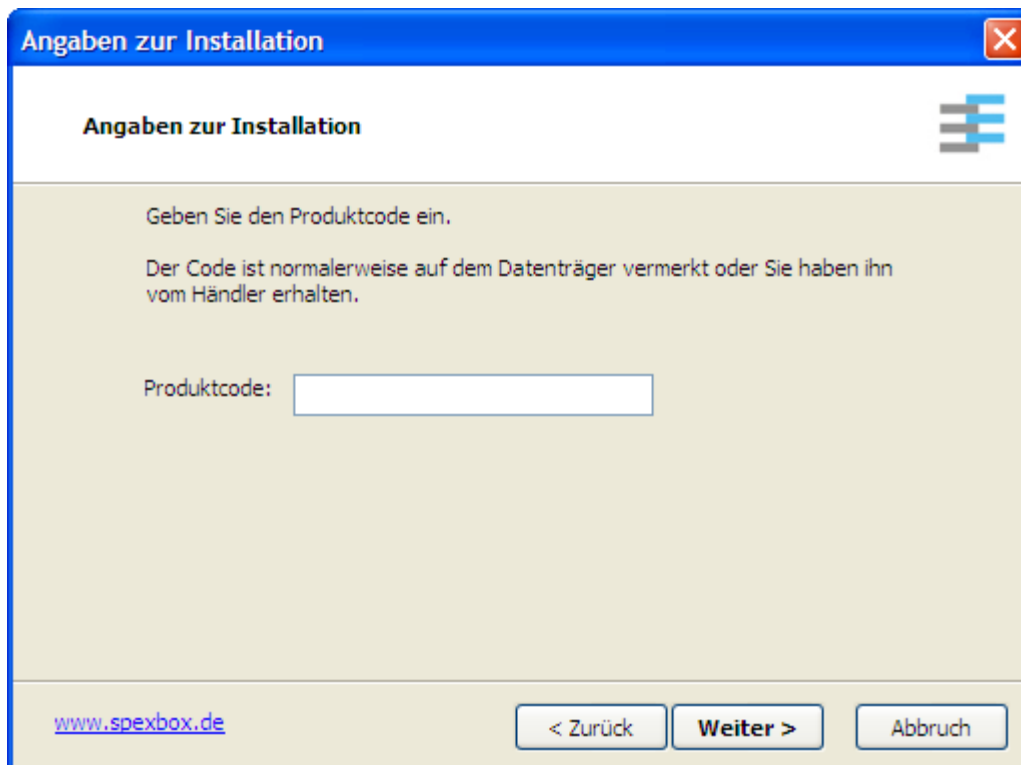 Angaben zur Installation
Angaben zur Installation
Geben Sie den Produktcode ein.
Der Code ist normalerweise auf dem Datenträger vermerkt oder Sie haben ihn
vom Händler erhalten.
Produktcode:
www.spexbox.de
< Zurück
Weiter >
Abbruch